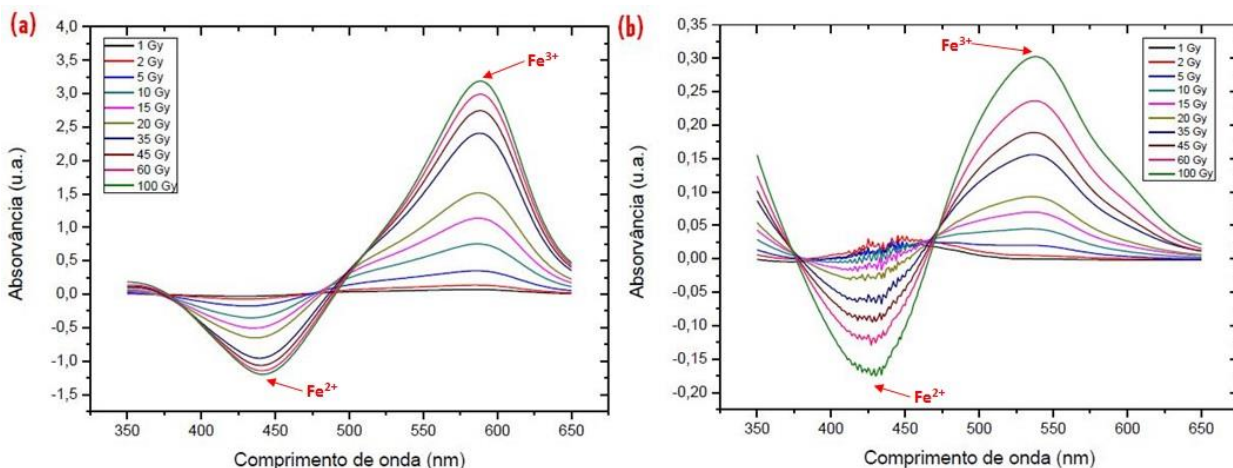 (a)
4,0
3,5
3,0
2,5
2,0
1,5
1,0
0,5
0,0
-0,5
-1,0
-1,5
Absorvância (u.a.)
1 Gy
2 Gy
5 Gy
10 Gy
15 Gy
20 Gy
35 Gy
45 Gy
60 Gy
100 Gy
Fe³⁺
Fe²⁺
350 400 450 500 550 600 650
Comprimento de onda (nm)
(b)
0,35
0,30
0,25
0,20
0,15
0,10
0,05
0,00
-0,05
-0,10
-0,15
-0,20
Absorvância (u.a.)
Fe³⁺
1 Gy
2 Gy
5 Gy
10 Gy
15 Gy
20 Gy
35 Gy
45 Gy
60 Gy
100 Gy
Fe²⁺
350 400 450 500 550 600 650
Comprimento de onda (nm)